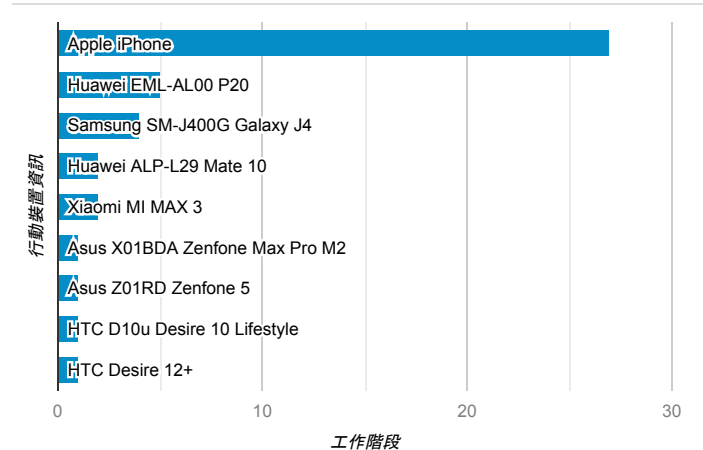 Apple iPhone
Huawei EML-AL00 P20
Samsung SM-J400G Galaxy J4
Huawei ALP-L29 Mate 10
Xiaomi MI MAX 3
Asus X01BDA Zenfone Max Pro M2
Asus Z01RD Zenfone 5
HTC D10u Desire 10 Lifestyle
HTC Desire 12+
行動裝置資訊
0 10 20 30
工作階段